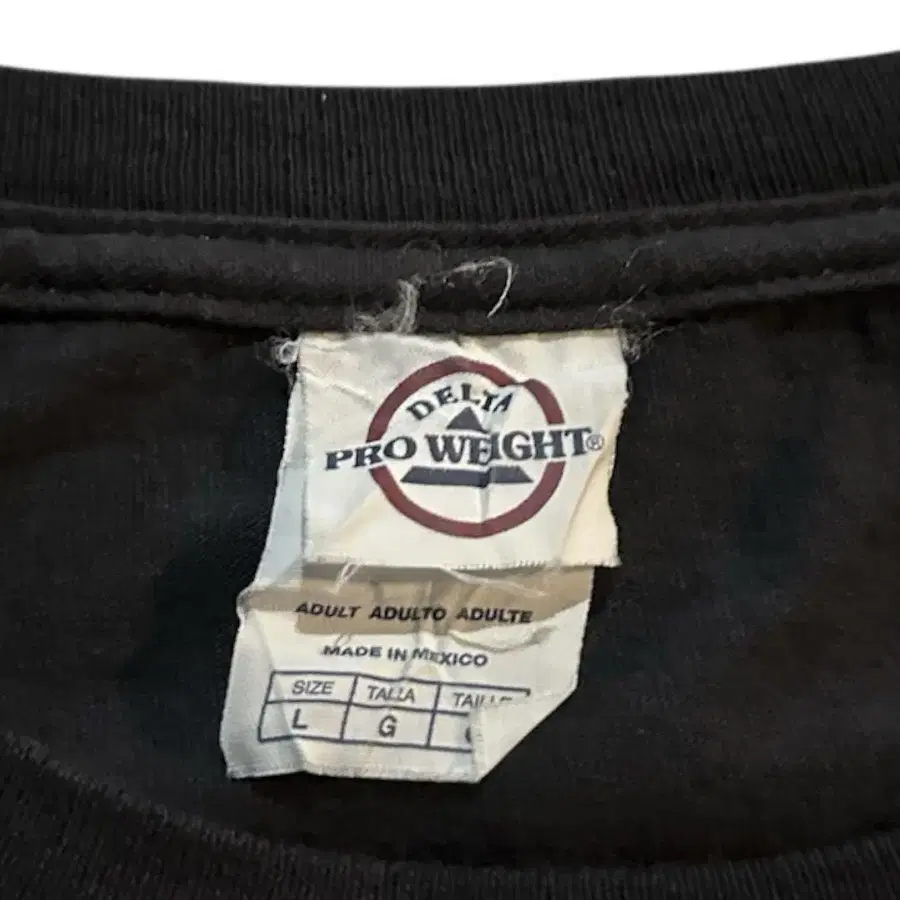 DELTA
PRO WEIGHT®
ADULT ADULTO ADULTE
MADE IN MEXICO
SIZE TALLA
L G